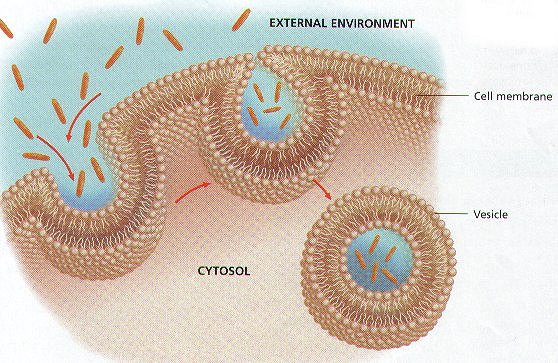 EXTERNAL ENVIRONMENT
Cell membrane
Vesicle
CYTOSOL